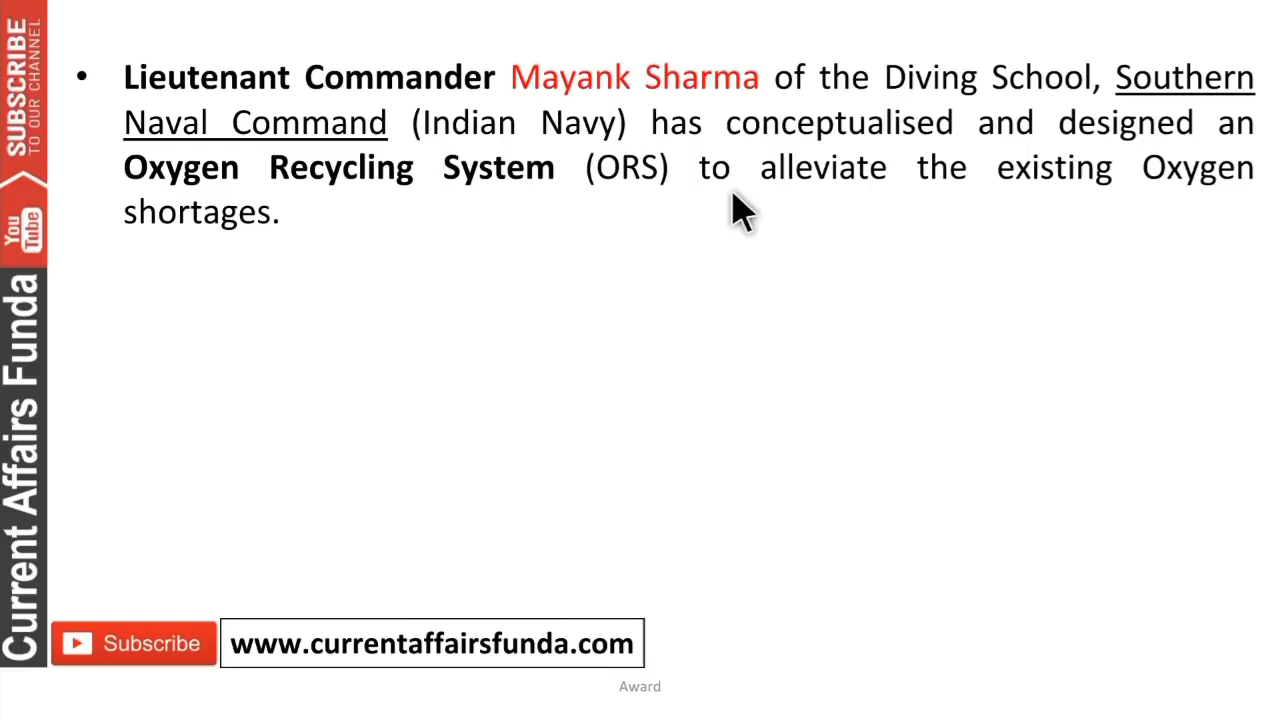 SUBSCRIBE
TO OUR CHANNEL
You
Tube
Current Affairs Funda
• Lieutenant Commander Mayank Sharma of the Diving School, Southern
Naval Command (Indian Navy) has conceptualised and designed an
Oxygen Recycling System (ORS) to alleviate the existing Oxygen
shortages.
Subscribe
www.currentaffairsfunda.com
Award